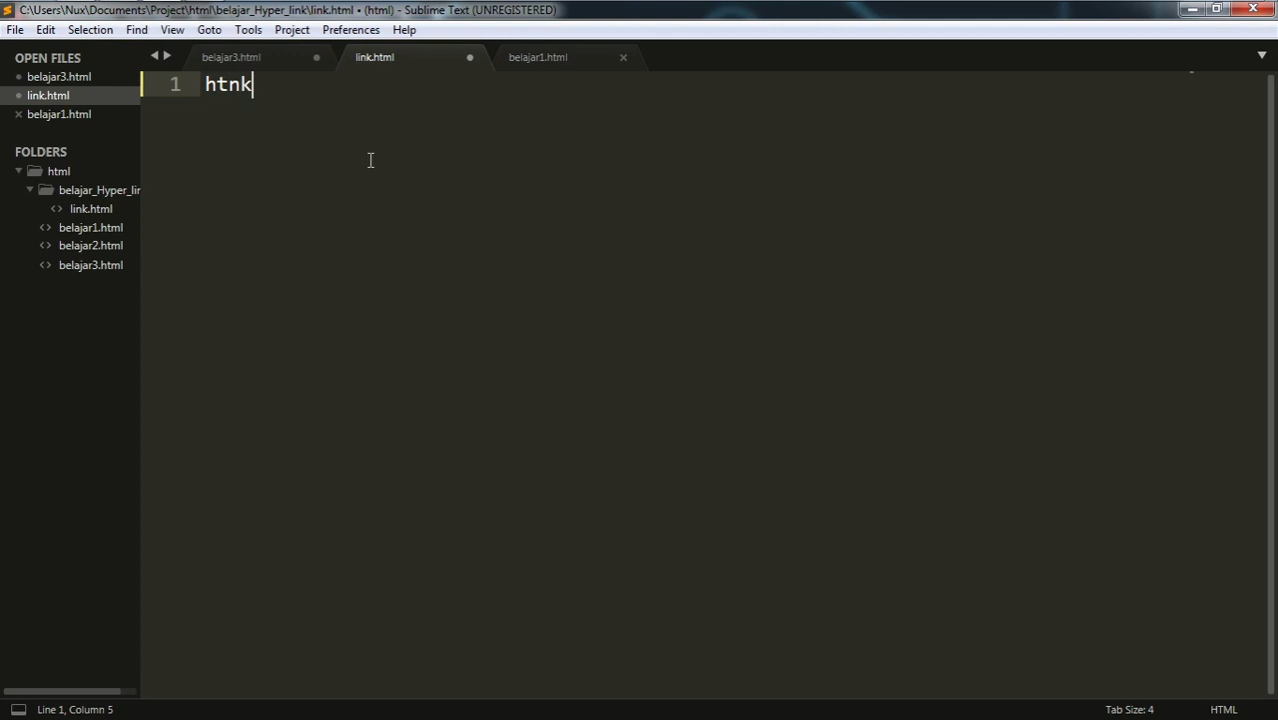 C:\Users\Nux\Documents\Project\html\belajar_Hyper_link\link.html • (html) - Sublime Text (UNREGISTERED)
File Edit Selection Find View Goto Tools Project Preferences Help
OPEN FILES
belajar3.html
link.html
belajar1.html
FOLDERS
html
belajar_Hyper_lin
link.html
belajar1.html
belajar2.html
belajar3.html
belajar3.html link.html belajar1.html
1 htnk
Line 1, Column 5 Tab Size: 4 HTML